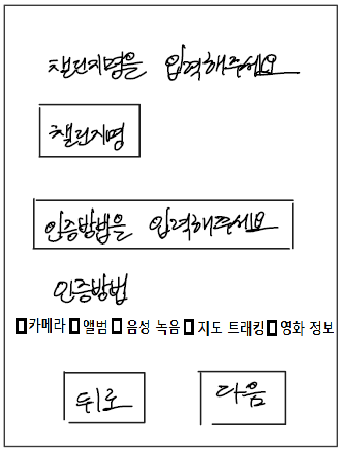 챌린지명을 입력해주세요
챌린지명
인증방법을 입력해주세요
인증방법
카메라 앨범 음성 녹음 지도 트래킹 영화 정보
뒤로 다음